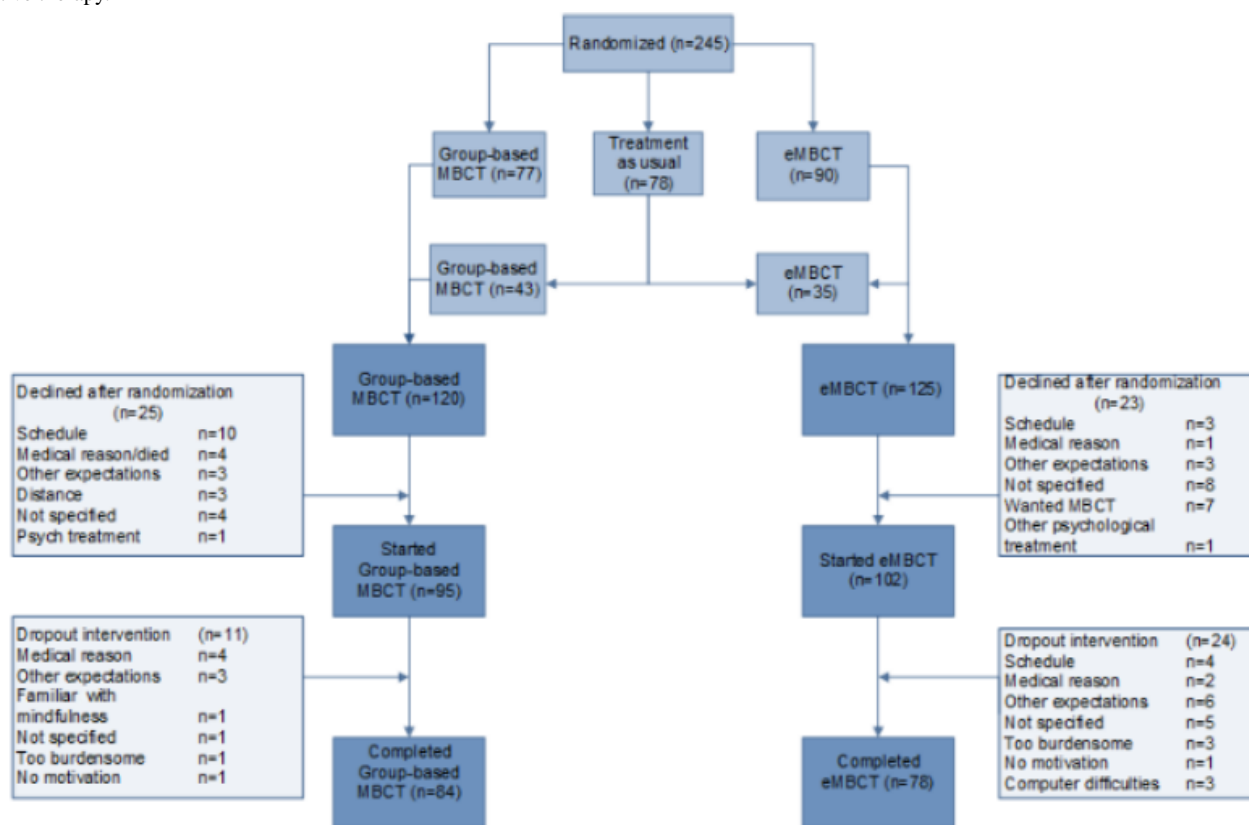 Randomized (n=245)
Group-based
MBCT (n=77)
Treatment
as usual
(n=78)
eMBCT
(n=90)
Group-based
MBCT (n=43)
eMBCT
(n=35)
Group-based
MBCT (n=120)
eMBCT (n=125)
Declined after randomization
(n=25)
Schedule n=10
Medical reason/died n=4
Other expectations n=3
Distance n=3
Not specified n=4
Psych treatment n=1
Declined after randomization
(n=23)
Schedule n=3
Medical reason n=1
Other expectations n=3
Not specified n=8
Wanted MBCT n=7
Other psychological
treatment n=1
Started
Group-based
MBCT (n=95)
Started eMBCT
(n=102)
Dropout intervention (n=11)
Medical reason n=4
Other expectations n=3
Familiar with
mindfulness n=1
Not specified n=1
Too burdensome n=1
No motivation n=1
Dropout intervention (n=24)
Schedule n=4
Medical reason n=2
Other expectations n=6
Not specified n=5
Too burdensome n=3
No motivation n=1
Computer difficulties n=3
Completed
Group-based
MBCT (n=84)
Completed
eMBCT (n=78)